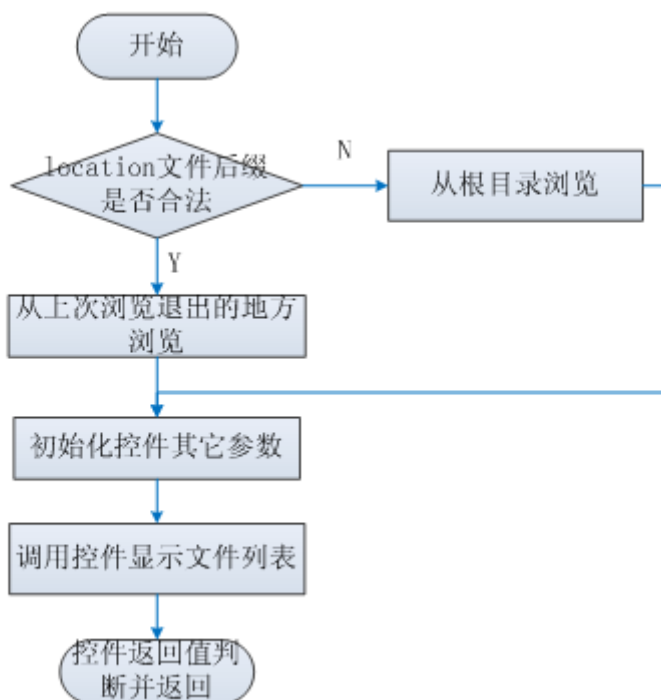 开始
location文件后缀
是否合法
N
从根目录浏览
Y
从上次浏览退出的地方
浏览
初始化控件其它参数
调用控件显示文件列表
控件返回值判
断并返回